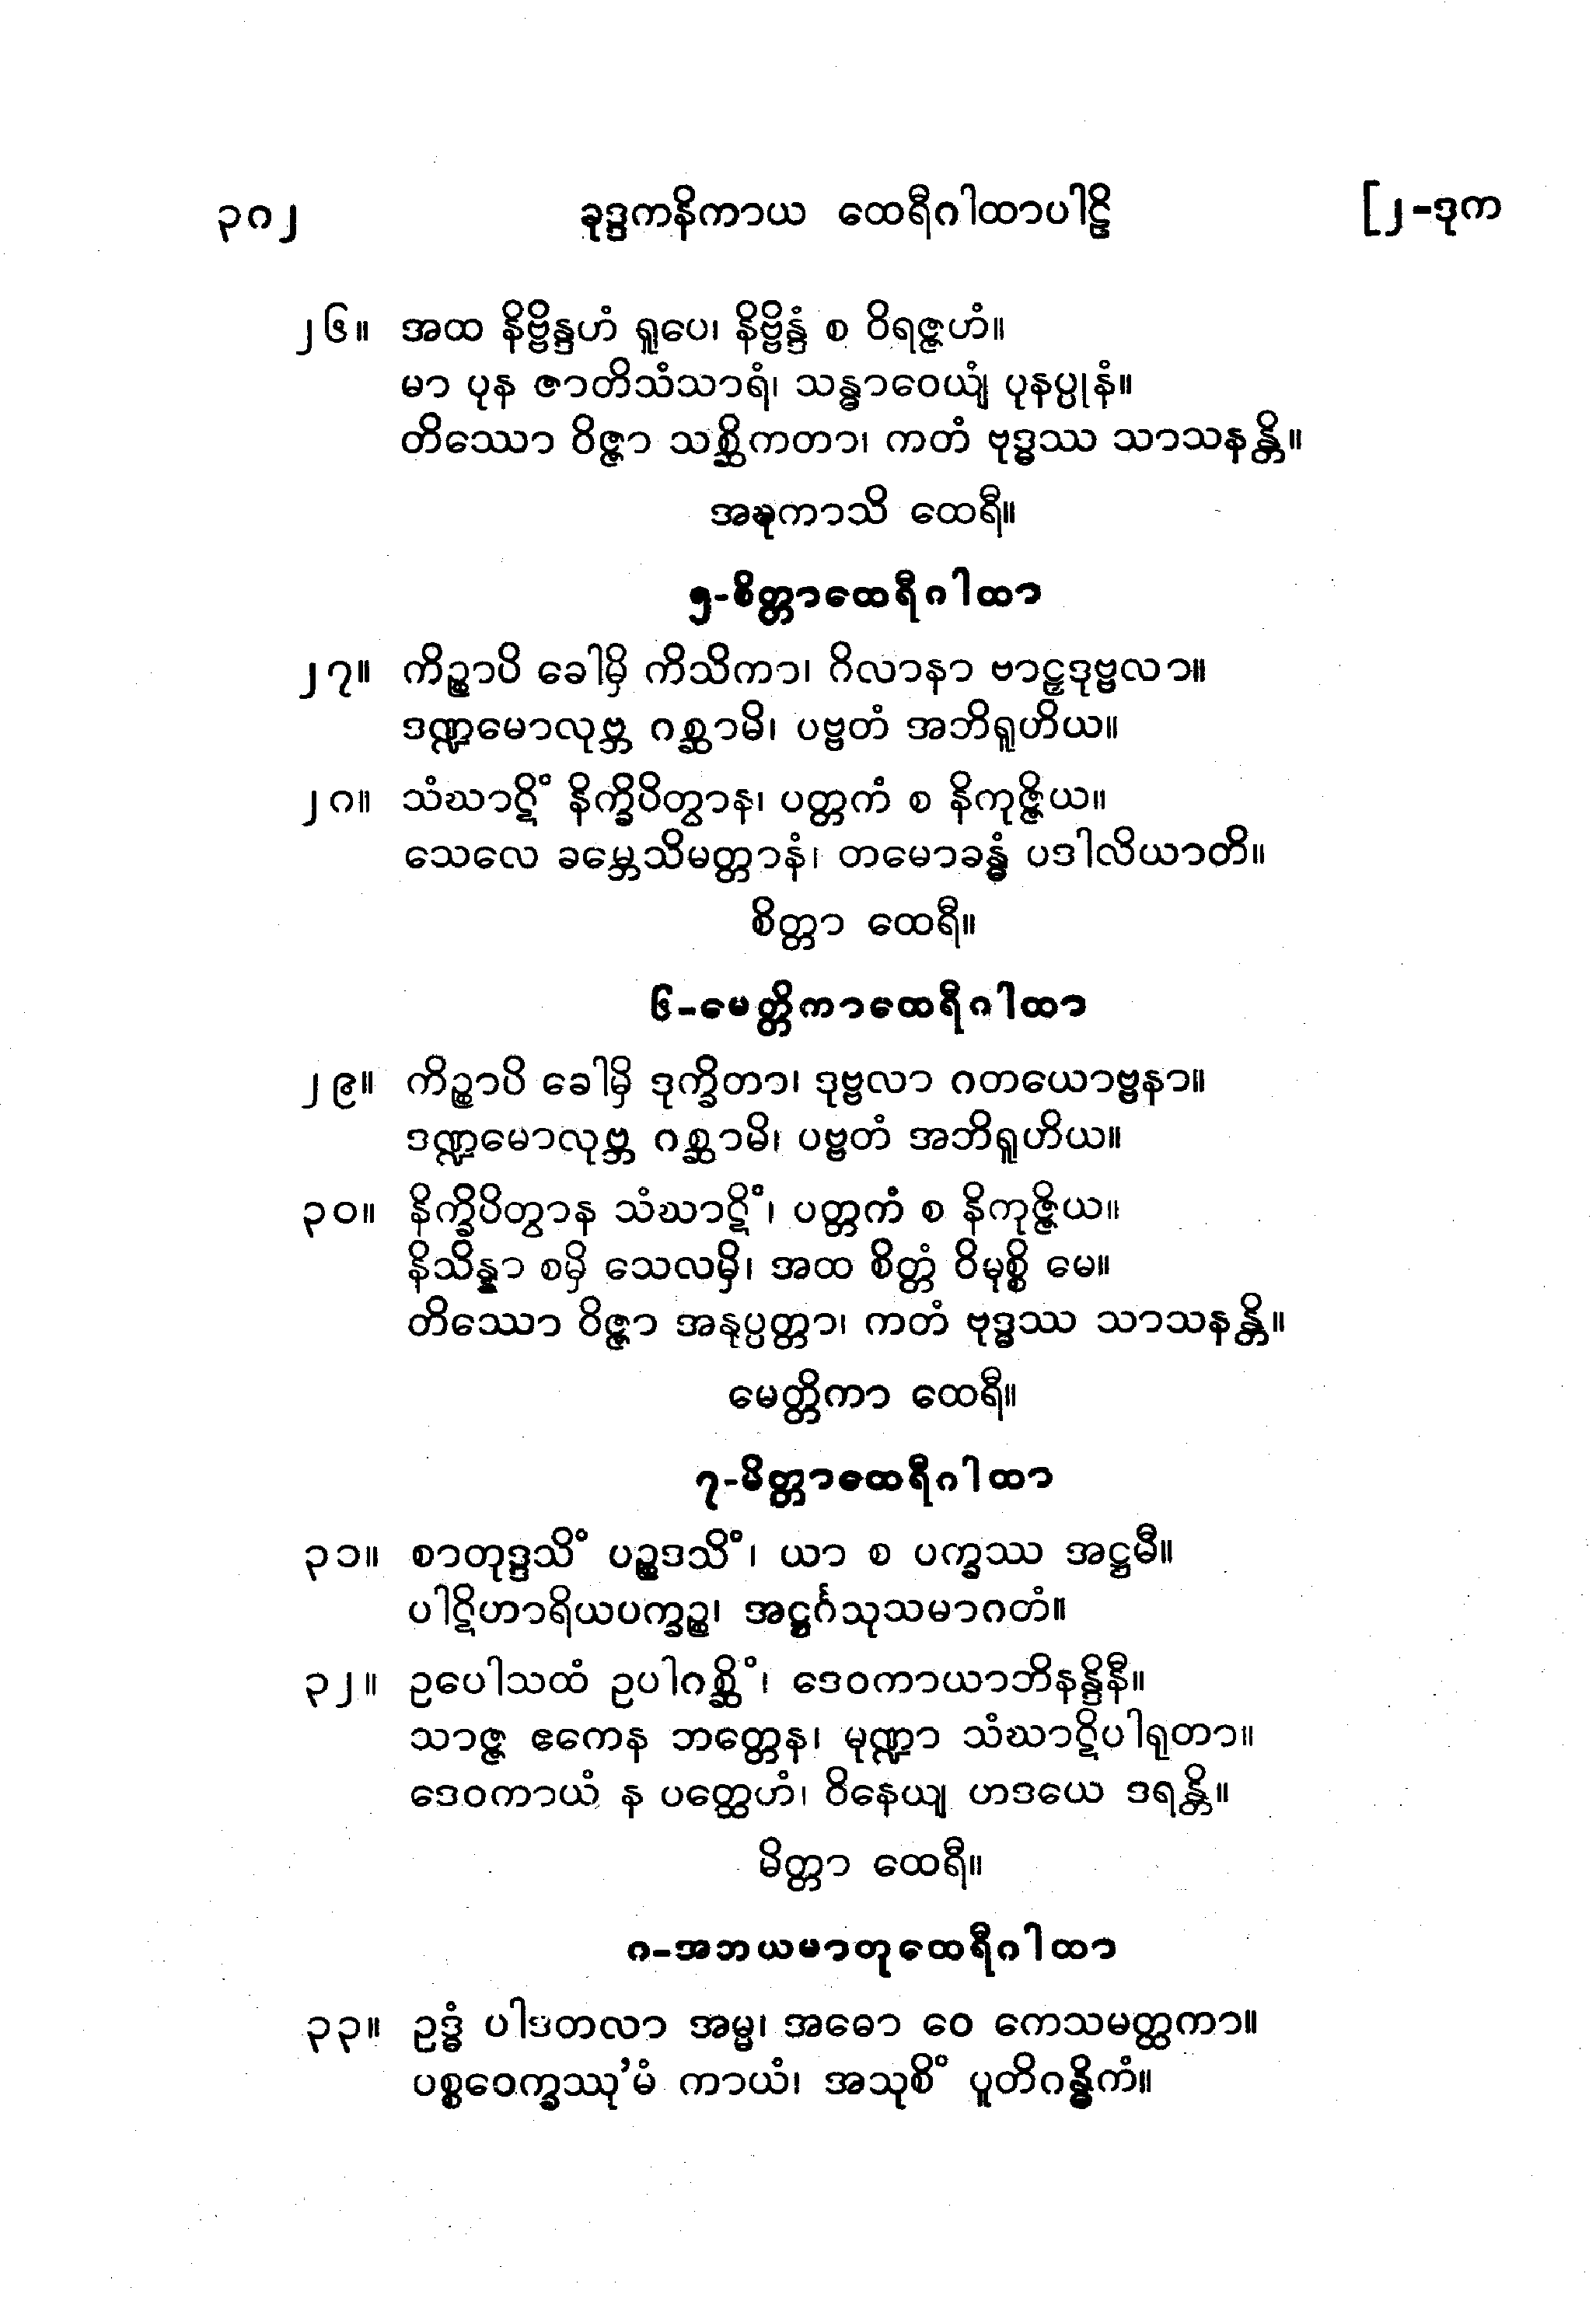 ၃၈၂ ခုဒ္ဒကနိကာယ ထေရီဂါထာပါဠိ [၂-ဒုက
၂၆။ အထ နိဗ္ဗိန္ဒဟံ ရူပေ၊ နိဗ္ဗိန္ဒံ စ ဝိရဇ္ဇဟံ။
မာ ပုန ဇာတိသံသာရံ၊ သန္ဓာဝေယျံ ပုနပ္ပုနံ။
တိဿော ဝိဇ္ဇာ သစ္ဆိကတာ၊ ကတံ ဗုဒ္ဓဿ သာသနန္တိ။
အဍ္ဎကာသိ ထေရီ။
၅-စိတ္တာထေရီဂါထာ
၂၇။ ကိဉ္စာပိ ခေါမှိ ကိသိကာ၊ ဂိလာနာ ဗာဠှဒုဗ္ဗလာ။
ဒဏ္ဍမောလုဗ္ဘ ဂစ္ဆာမိ၊ ပဗ္ဗတံ အဘိရူဟိယ။
၂၈။ သံဃာဋိံ နိက္ခိပိတွာန၊ ပတ္တကံ စ နိကုဇ္ဇိယ။
သေလေ ခမ္ဘေသိမတ္တာနံ၊ တမောခန္ဓံ ပဒါလိယာတိ။
စိတ္တာ ထေရီ။
၆-မေတ္တိကာထေရီဂါထာ
၂၉။ ကိဉ္စာပိ ခေါမှိ ဒုက္ခိတာ၊ ဒုဗ္ဗလာ ဂတယောဗ္ဗနာ။
ဒဏ္ဍမောလုဗ္ဘ ဂစ္ဆာမိ၊ ပဗ္ဗတံ အဘိရူဟိယ။
၃၀။ နိက္ခိပိတွာန သံဃာဋိံ၊ ပတ္တကံ စ နိကုဇ္ဇိယ။
နိသိန္နာ စမှိ သေလမှိ၊ အထ စိတ္တံ ဝိမုစ္စိ မေ။
တိဿော ဝိဇ္ဇာ အနုပ္ပတ္တာ၊ ကတံ ဗုဒ္ဓဿ သာသနန္တိ။
မေတ္တိကာ ထေရီ။
၇-မိတ္တာထေရီဂါထာ
၃၁။ စာတုဒ္ဒသိံ ပဉ္စဒသိံ၊ ယာ စ ပက္ခဿ အဋ္ဌမီ။
ပါဋိဟာရိယပက္ခဉ္စ၊ အဋ္ဌင်္ဂသုသမာဂတံ။
၃၂။ ဥပေါသထံ ဥပါဂစ္ဆိံ၊ ဒေဝကာယာဘိနန္ဒိနီ။
သာဇ္ဇ ဧကေန ဘတ္တေန၊ မုဏ္ဍာ သံဃာဋိပါရုတာ။
ဒေဝကာယံ န ပတ္ထေဟံ၊ ဝိနေယျ ဟဒယေ ဒရန္တိ။
မိတ္တာ ထေရီ။
၈-အဘယမာတုထေရီဂါထာ
၃၃။ ဥဒ္ဓံ ပါဒတလာ အမ္မ၊ အဓော ဝေ ကေသမတ္ထကာ။
ပစ္စဝေက္ခဿု’မံ ကာယံ၊ အသုစိံ ပူတိဂန္ဓိကံ။